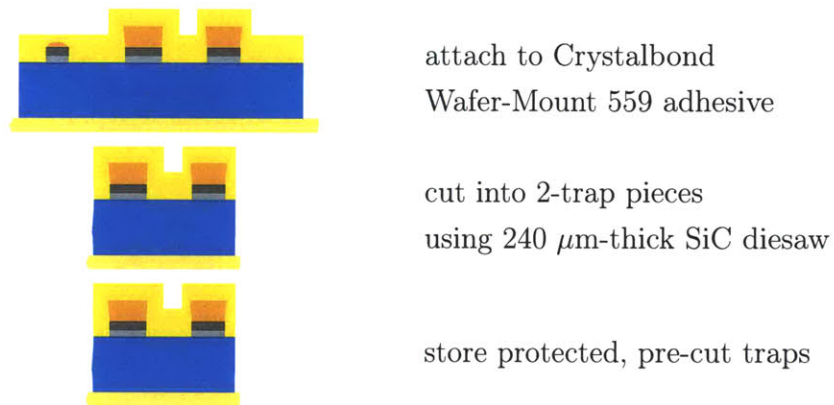 attach to Crystalbond
Wafer-Mount 559 adhesive
cut into 2-trap pieces
using 240 μm-thick SiC diesaw
store protected, pre-cut traps